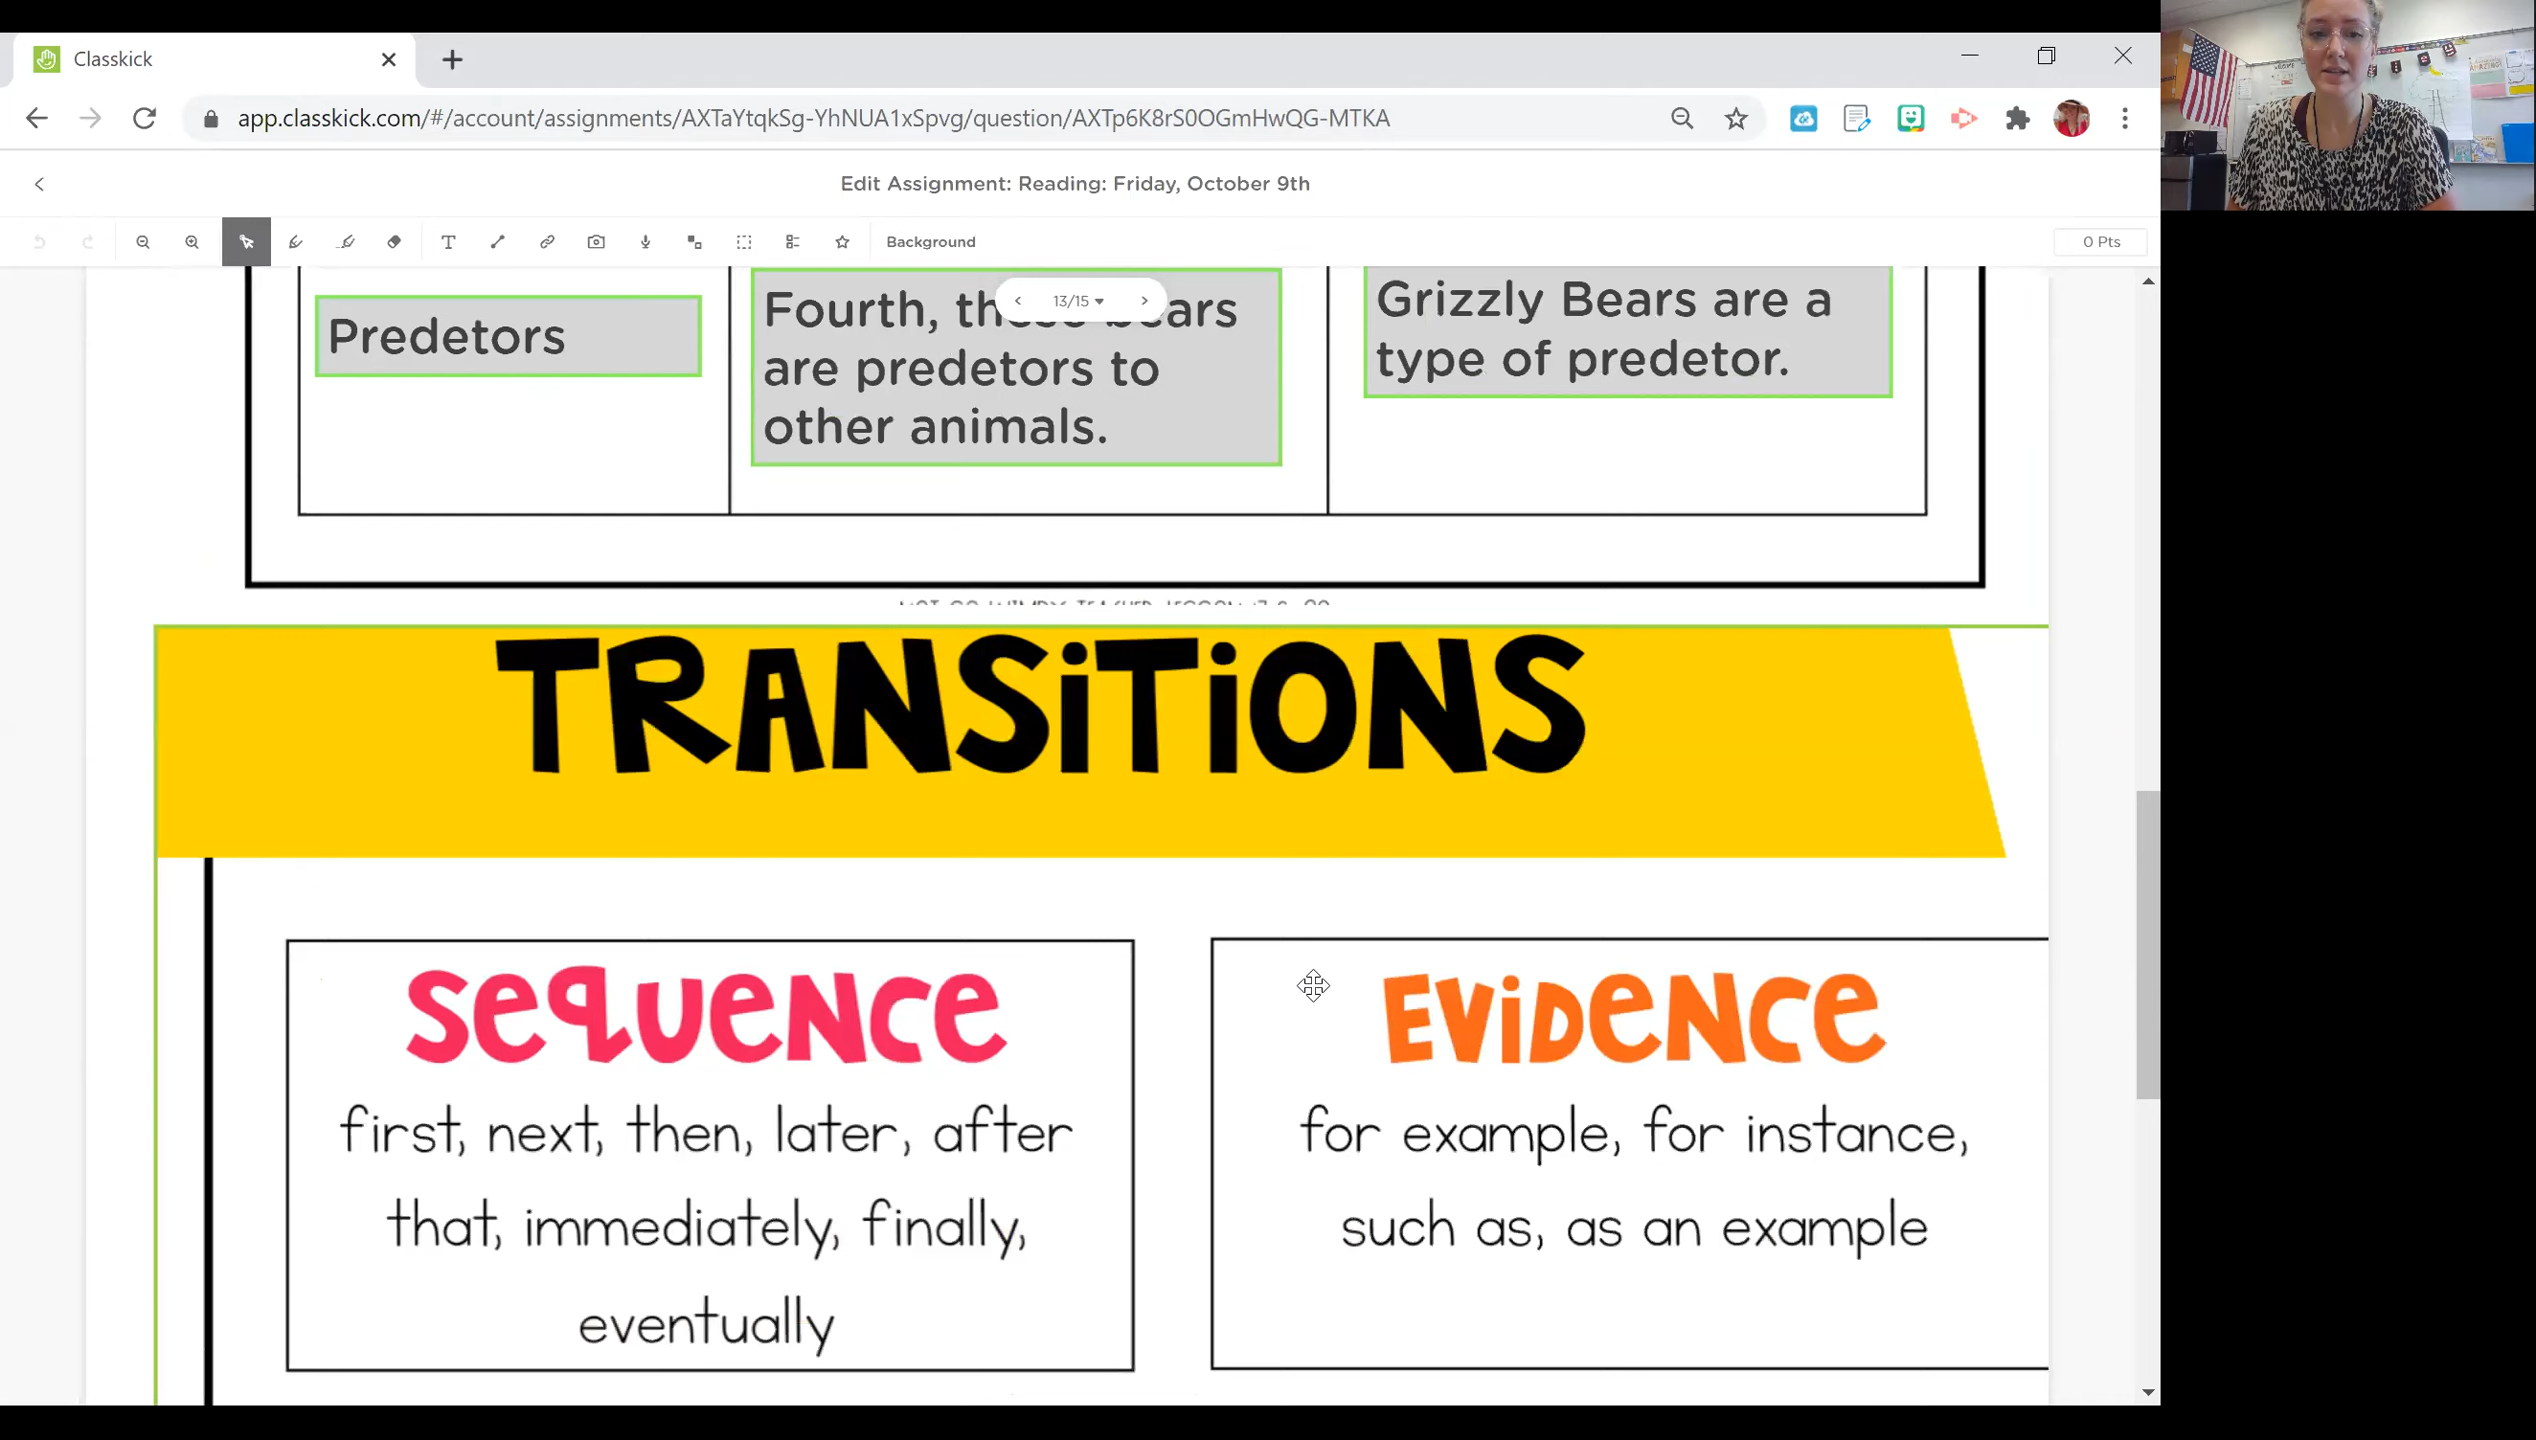 Classkick
app.classkick.com/#/account/assignments/AXTaYtqkSg-YhNUA1xSpvg/question/AXTp6K8rS0OGmHwQG-MTKA
Edit Assignment: Reading: Friday, October 9th
Background
0 Pts
13/15
Predetors
Fourth, these bears
are predetors to
other animals.
Grizzly Bears are a
type of predetor.
TRANSiTiONS
SeQUeNCe
first, next, then, later, after
that, immediately, finally,
eventually
EViDeNCe
for example, for instance,
such as, as an example